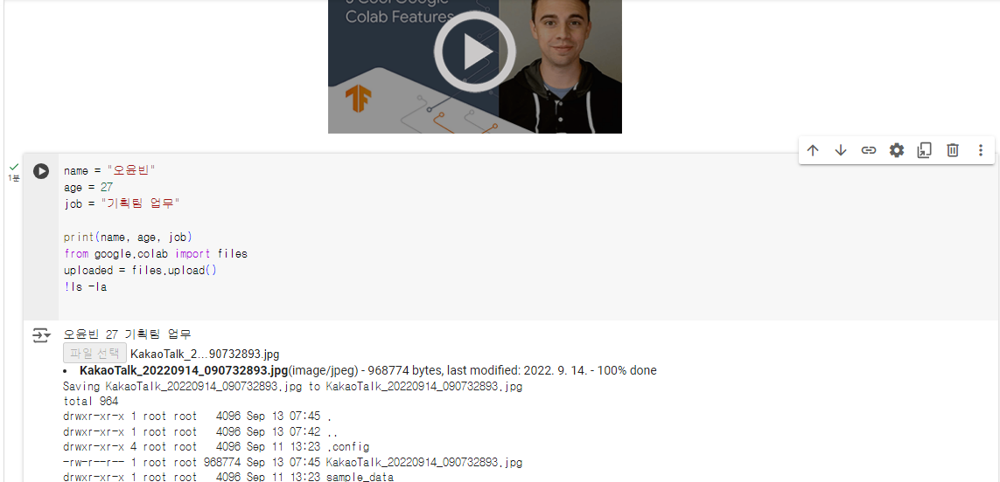 Colab Features
1분
name = "오윤빈"
age = 27
job = "기획팀 업무"
print(name, age, job)
from google.colab import files
uploaded = files.upload()
!ls -la
오윤빈 27 기획팀 업무
파일 선택 KakaoTalk_2...90732893.jpg
• KakaoTalk_20220914_090732893.jpg(image/jpeg) - 968774 bytes, last modified: 2022. 9. 14. - 100% done
Saving KakaoTalk_20220914_090732893.jpg to KakaoTalk_20220914_090732893.jpg
total 964
drwxr-xr-x 1 root root   4096 Sep 13 07:45 .
drwxr-xr-x 1 root root   4096 Sep 13 07:42 ..
drwxr-xr-x 4 root root   4096 Sep 11 13:23 .config
-rw-r--r-- 1 root root 968774 Sep 13 07:45 KakaoTalk_20220914_090732893.jpg
drwxr-xr-x 1 root root   4096 Sep 11 13:23 sample_data